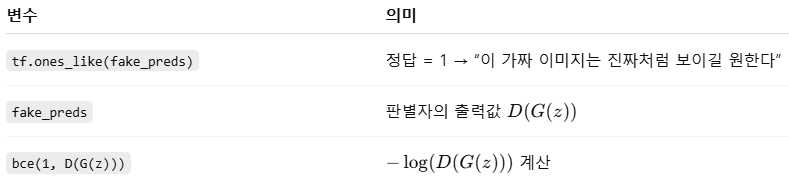 변수 의미
tf.ones_like(fake_preds) 정답 = 1 → “이 가짜 이미지는 진짜처럼 보이길 원한다”
fake_preds 판별자의 출력값 D(G(z))
bce(1, D(G(z))) − log(D(G(z))) 계산